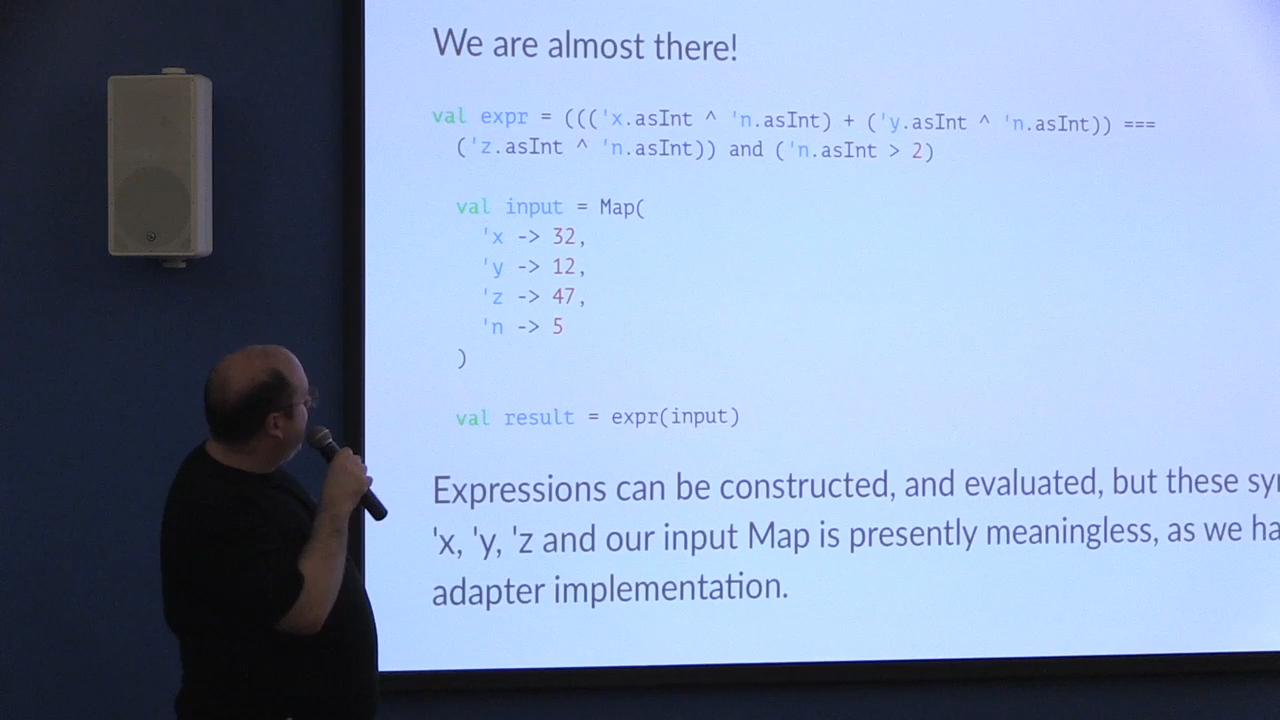 We are almost there!
val expr = ((('x.asInt ^ 'n.asInt) + ('y.asInt ^ 'n.asInt)) ===
('z.asInt ^ 'n.asInt)) and ('n.asInt > 2)
val input = Map(
'x -> 32,
'y -> 12,
'z -> 47,
'n -> 5
)
val result = expr(input)
Expressions can be constructed, and evaluated, but these
'x, 'y, 'z and our input Map is presently meaningless, as we
adapter implementation.